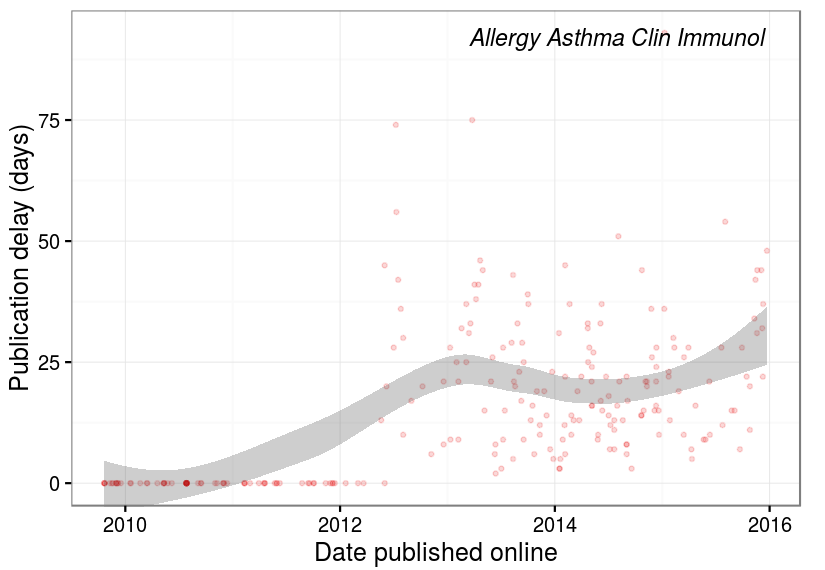 Allergy Asthma Clin Immunol
Publication delay (days)
75
50
25
0
2010 2012 2014 2016
Date published online